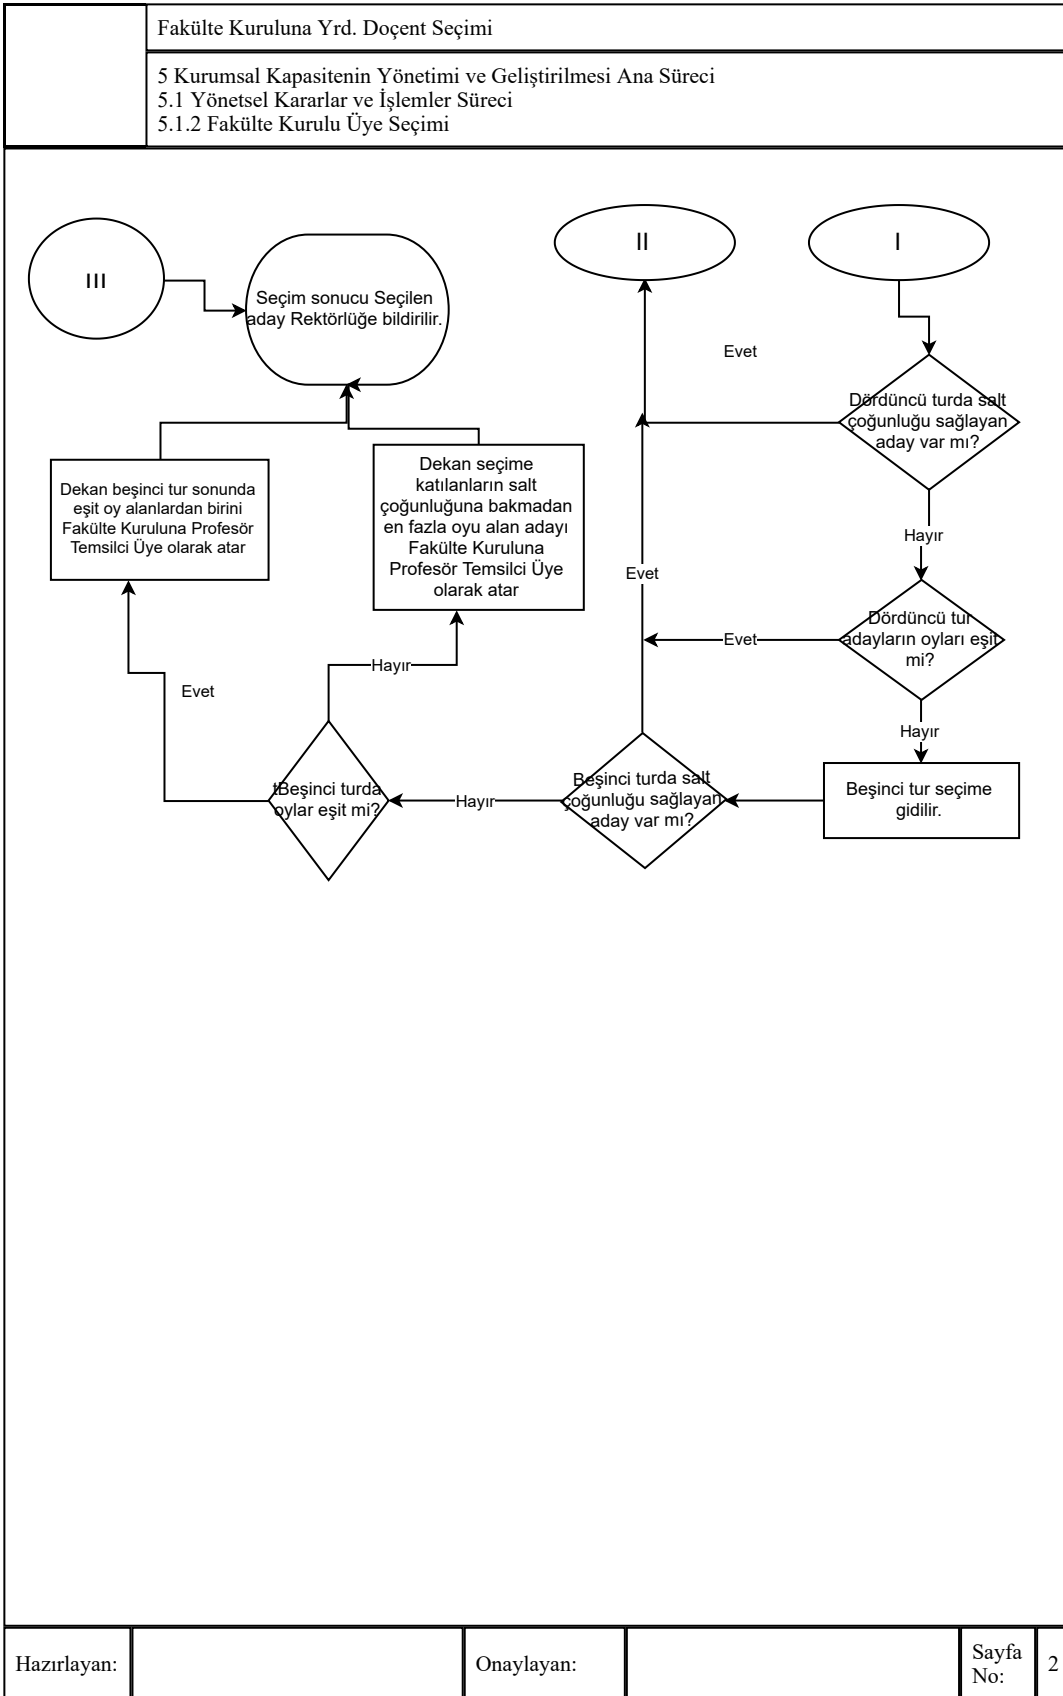 Fakülte Kuruluna Yrd. Doçent Seçimi
5 Kurumsal Kapasitenin Yönetimi ve Geliştirilmesi Ana Süreci
5.1 Yönetsel Kararlar ve İşlemler Süreci
5.1.2 Fakülte Kurulu Üye Seçimi
III
Seçim sonucu Seçilen
aday Rektörlüğe bildirilir.
II
I
Evet
Dördüncü turda salt
çoğunluğu sağlayan
aday var mı?
Dekan beşinci tur sonunda
eşit oy alanlardan birini
Fakülte Kuruluna Profesör
Temsilci Üye olarak atar
Dekan seçime
katılanların salt
çoğunluğuna bakmadan
en fazla oyu alan adayı
Fakülte Kuruluna
Profesör Temsilci Üye
olarak atar
Hayır
Evet
Dördüncü tur
adayların oyları eşit
mi?
Evet
Hayır
Evet
Hayır
tBeşinci turda
oylar eşit mi?
Hayır
Beşinci turda salt
çoğunluğu sağlayan
aday var mı?
Beşinci tur seçime
gidilir.
Hazırlayan:
Onaylayan:
Sayfa
No:
2